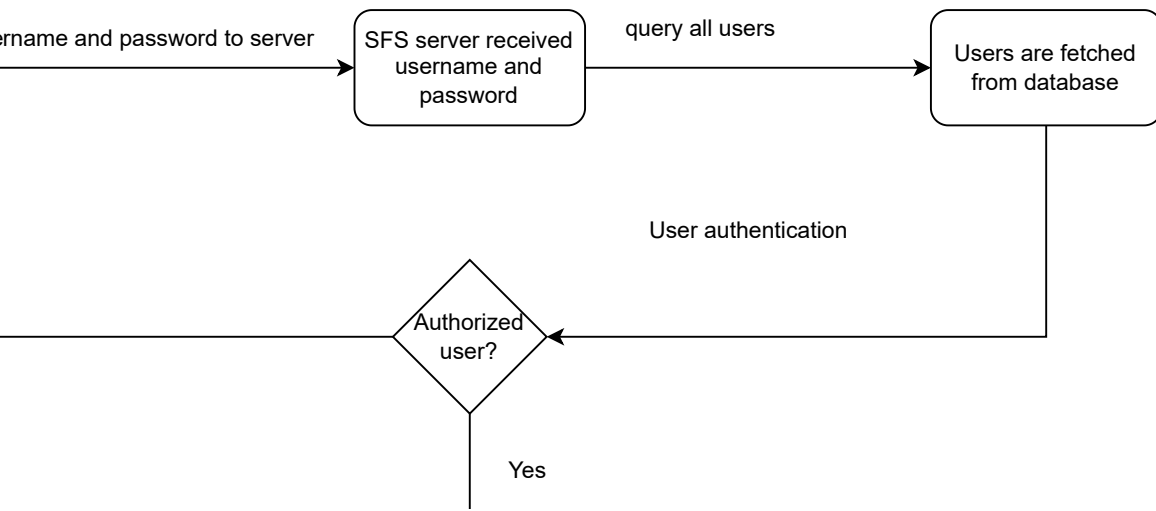 and password to server
SFS server received
username and
password
query all users
Users are fetched
from database
User authentication
Authorized
user?
Yes